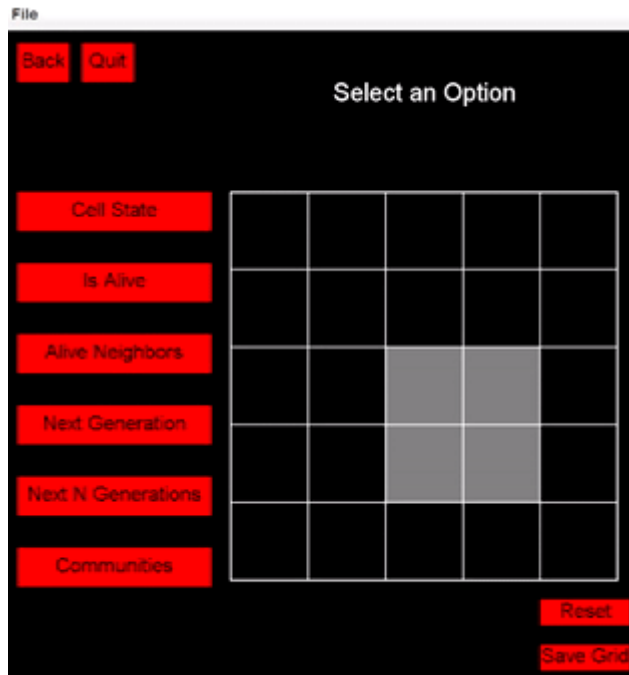 File
Back Quit
Select an Option
Cell State
Is Alive
Alive Neighbors
Next Generation
Next N Generations
Communities
Reset
Save Grid